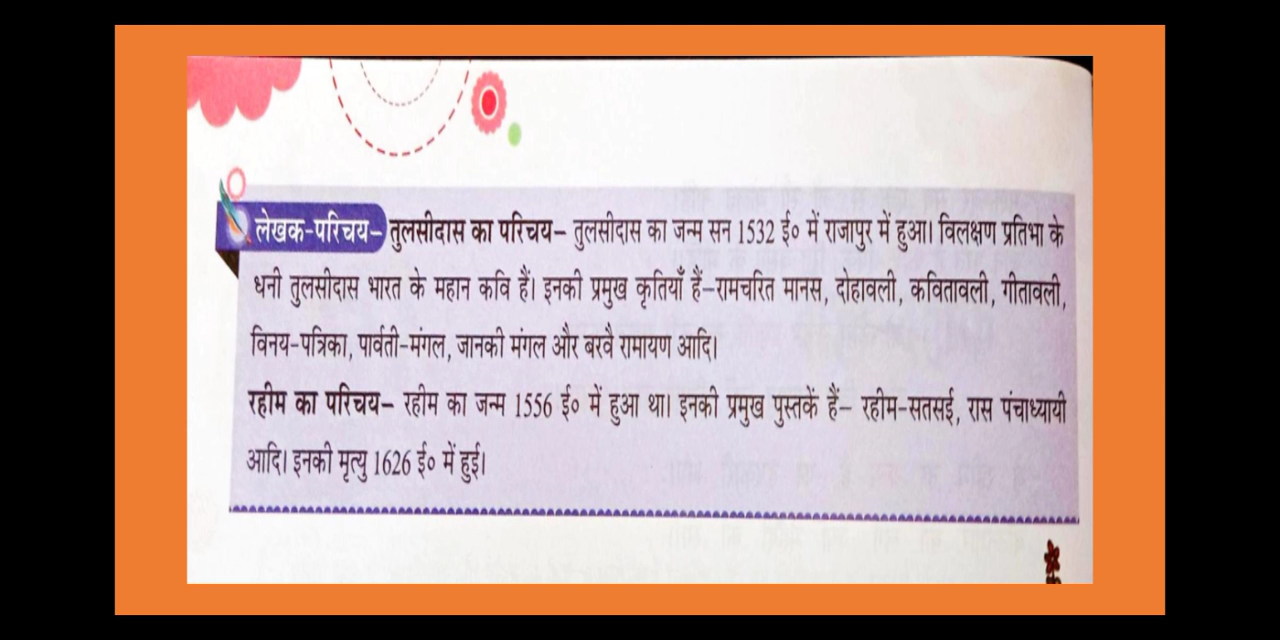 लेखक-परिचय– तुलसीदास का परिचय– तुलसीदास का जन्म सन 1532 ई० में राजापुर में हुआ। विलक्षण प्रतिभा के
धनी तुलसीदास भारत के महान कवि हैं। इनकी प्रमुख कृतियाँ हैं–रामचरित मानस, दोहावली, कवितावली, गीतावली,
विनय-पत्रिका, पार्वती-मंगल, जानकी मंगल और बरवै रामायण आदि।
रहीम का परिचय– रहीम का जन्म 1556 ई० में हुआ था। इनकी प्रमुख पुस्तकें हैं– रहीम-सतसई, रास पंचाध्यायी
आदि। इनकी मृत्यु 1626 ई० में हुई।